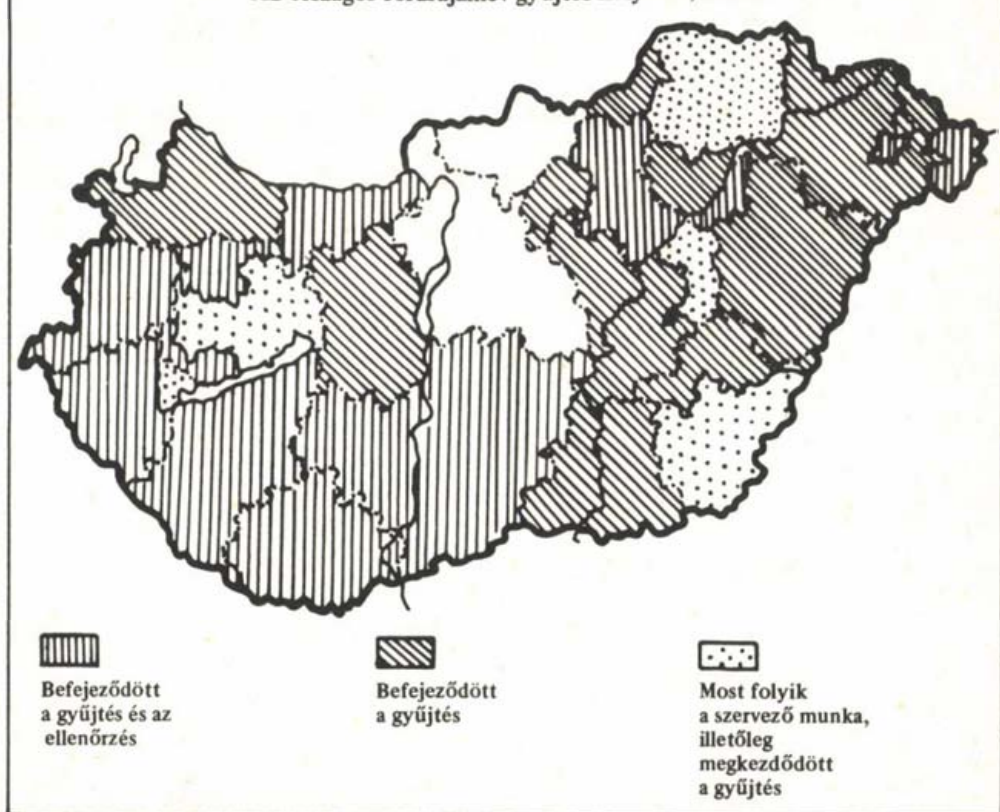 Befejeződött
a gyűjtés és az
ellenőrzés
Befejeződött
a gyűjtés
Most folyik
a szervező munka,
illetőleg
megkezdődött
a gyűjtés